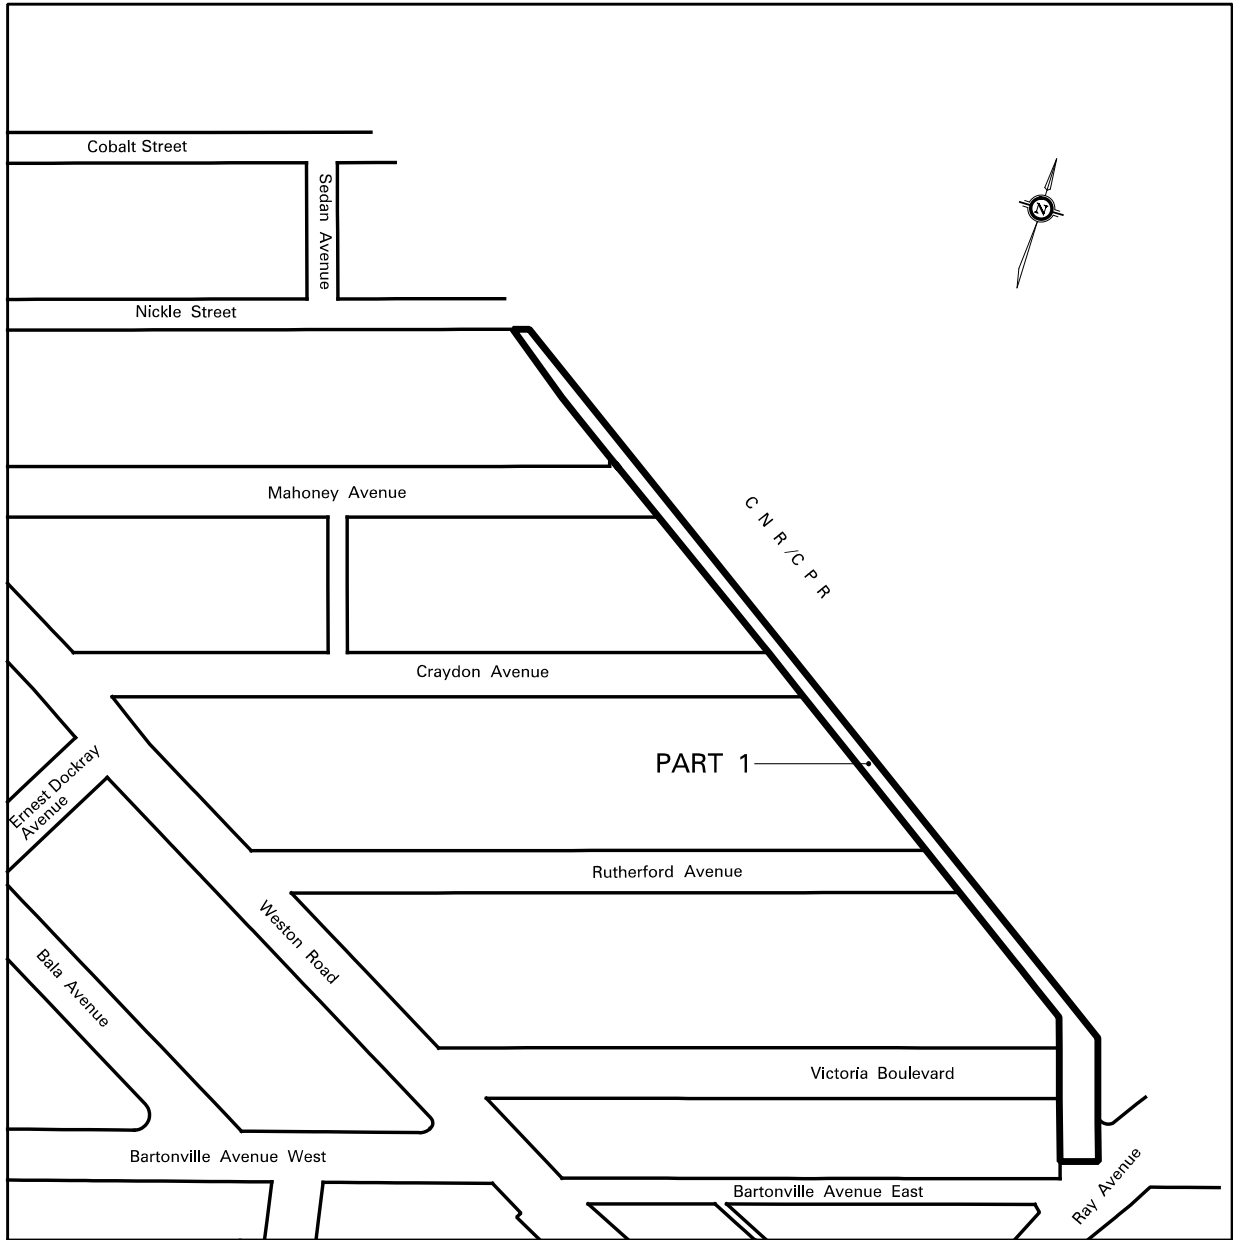 Cobalt Street
Sedan Avenue
N
Nickle Street
Mahoney Avenue
C N R / C P R
Craydon Avenue
PART 1
Ernest Dockray
Avenue
Rutherford Avenue
Weston Road
Bala Avenue
Victoria Boulevard
Bartonville Avenue West
Bartonville Avenue East
Ray Avenue